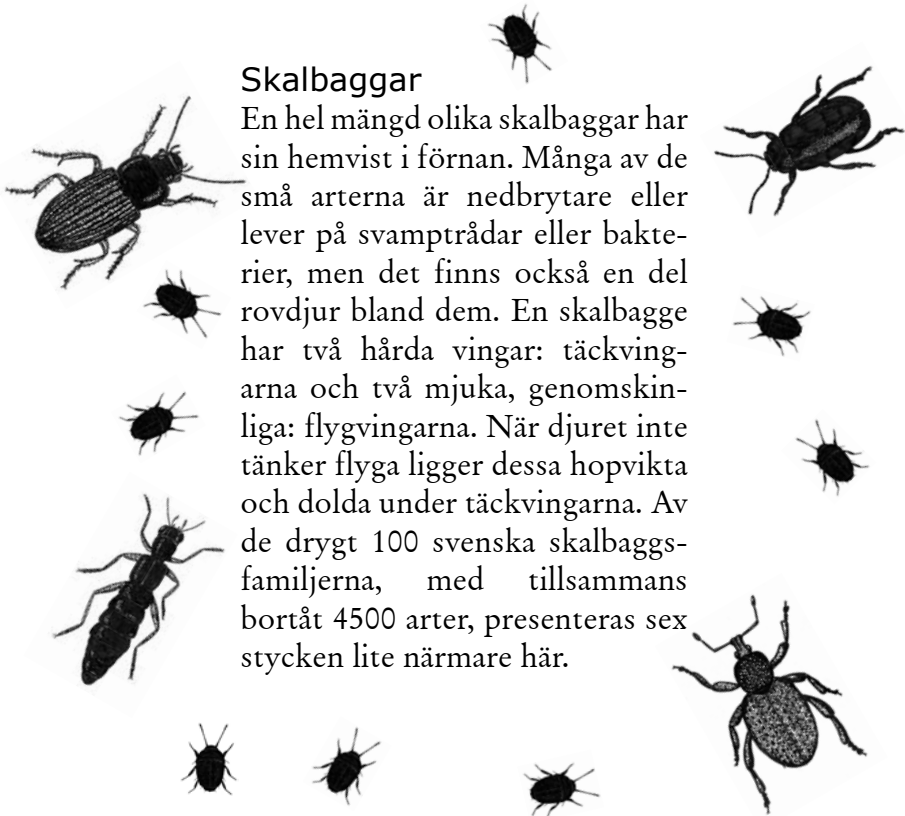 Skalbaggar
En hel mängd olika skalbaggar har
sin hemvist i förnan. Många av de
små arterna är nedbrytare eller
lever på svamptrådar eller bakte-
rier, men det finns också en del
rovdjur bland dem. En skalbagge
har två hårda vingar: täckving-
arna och två mjuka, genomskin-
liga: flygvingarna. När djuret inte
tänker flyga ligger dessa hopvikta
och dolda under täckvingarna. Av
de drygt 100 svenska skalbaggs-
familjerna, med tillsammans
bortåt 4500 arter, presenteras sex
stycken lite närmare här.